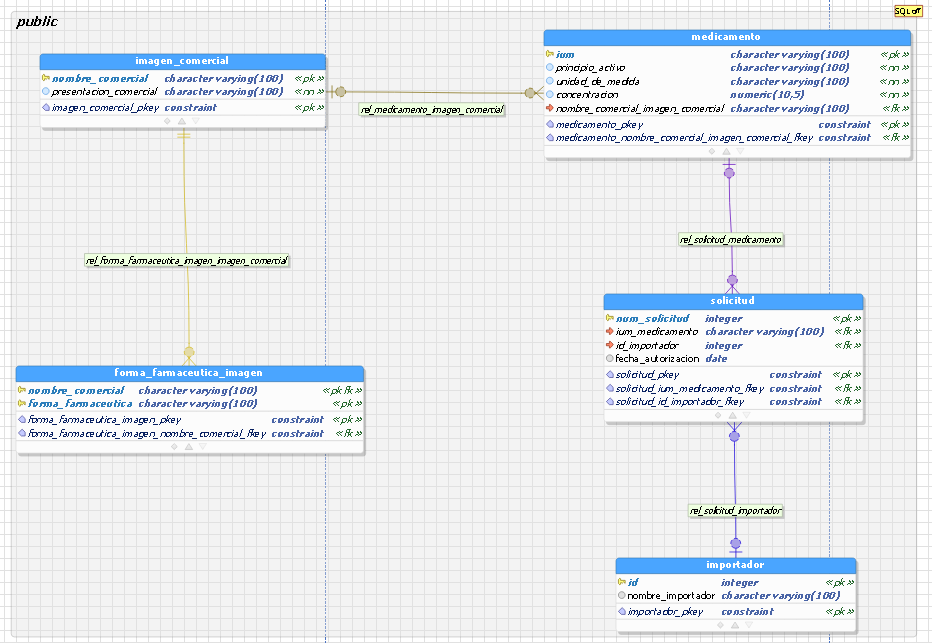 SQL off
public
imagen_comercial
nombre_comercial character varying(100) «pk»
presentacion_comercial character varying(100) «nn»
imagen_comercial_pkey constraint «pk»
rel_medicamento_imagen_comercial
medicamento
ium character varying(100) «pk»
principio_activo character varying(100) «nn»
unidad_de_medida character varying(100) «nn»
concentracion numeric(10,5) «nn»
nombre_comercial_imagen_comercial character varying(100) «fk»
medicamento_pkey constraint «pk»
medicamento_nombre_comercial_imagen_comercial_fkey constraint «fk»
rel_forma_farmaceutica_imagen_imagen_comercial
rel_solicitud_medicamento
forma_farmaceutica_imagen
nombre_comercial character varying(100) «pk fk»
forma_farmaceutica character varying(100) «pk»
forma_farmaceutica_imagen_pkey constraint «pk»
forma_farmaceutica_imagen_nombre_comercial_fkey constraint «fk»
solicitud
num_solicitud integer «pk»
ium_medicamento character varying(100) «fk»
id_importador integer «fk»
fecha_autorizacion date
solicitud_pkey constraint «pk»
solicitud_ium_medicamento_fkey constraint «fk»
solicitud_id_importador_fkey constraint «fk»
rel_solicitud_importador
importador
id integer «pk»
nombre_importador character varying(100)
importador_pkey constraint «pk»